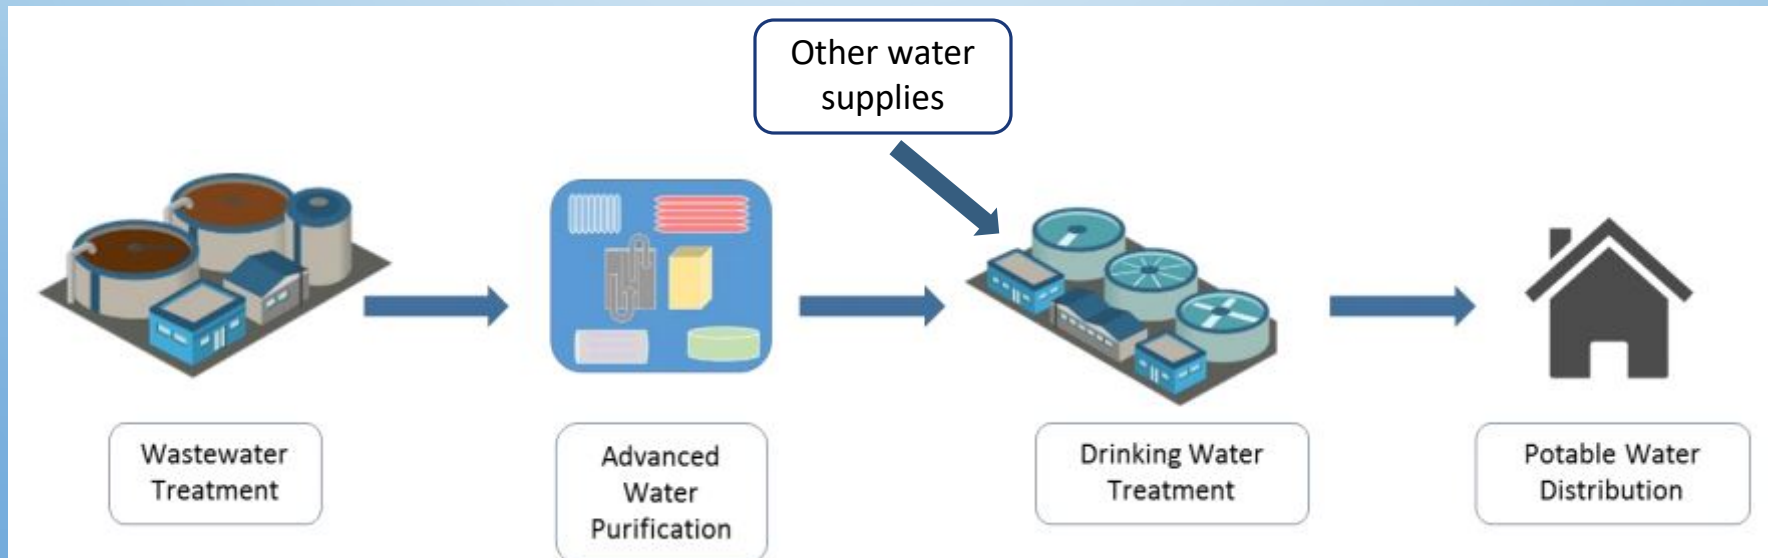 Other water
supplies
Wastewater
Treatment
Advanced
Water
Purification
Drinking Water
Treatment
Potable Water
Distribution